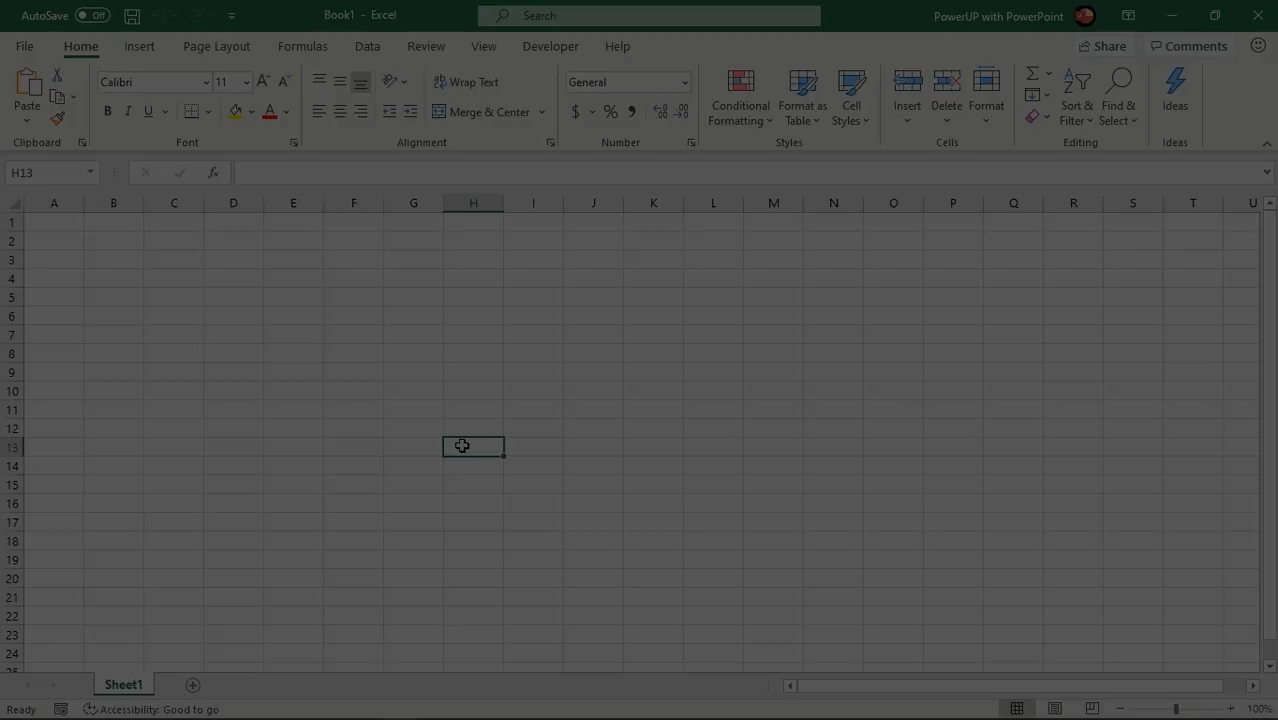 AutoSave Off Book1 - Excel Search PowerUP with PowerPoint
File Home Insert Page Layout Formulas Data Review View Developer Help Share Comments
Paste Calibri 11 A A Wrap Text General Conditional Formatting Format as Table Cell Styles Insert Delete Format Sort & Filter Find & Select Ideas
B I U A Merge & Center $ % ,
Clipboard Font Alignment Number Styles Cells Editing Ideas
H13 fx
A B C D E F G H I J K L M N O P Q R S T U
1
2
3
4
5
6
7
8
9
10
11
12
13
14
15
16
17
18
19
20
21
22
23
24
25
Sheet1
Ready Accessibility: Good to go 100%